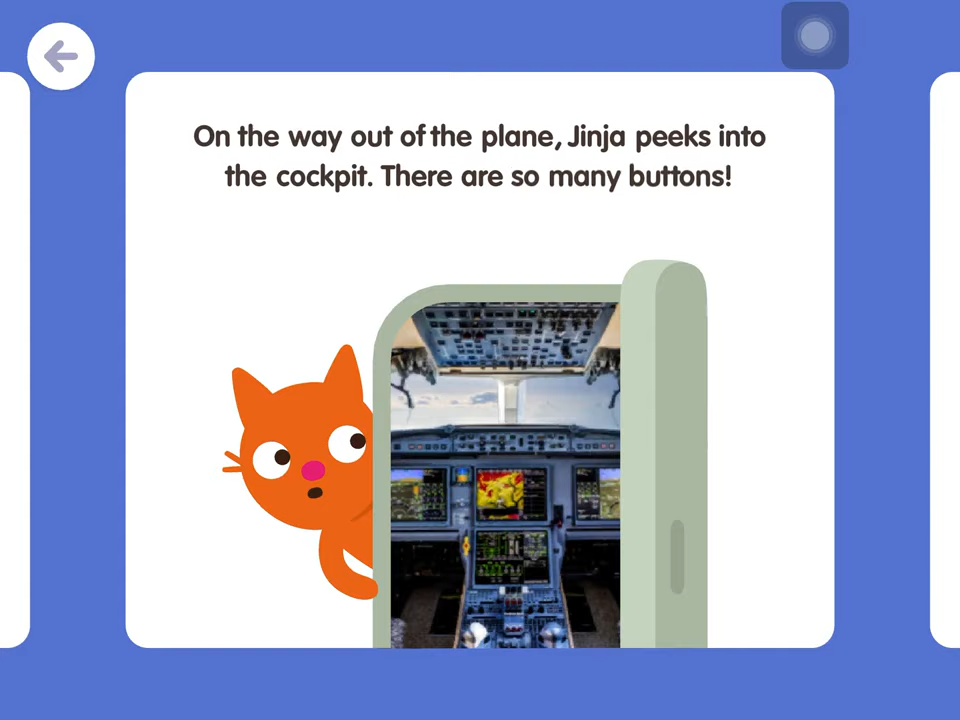 On the way out of the plane, Jinja peeks into
the cockpit. There are so many buttons!